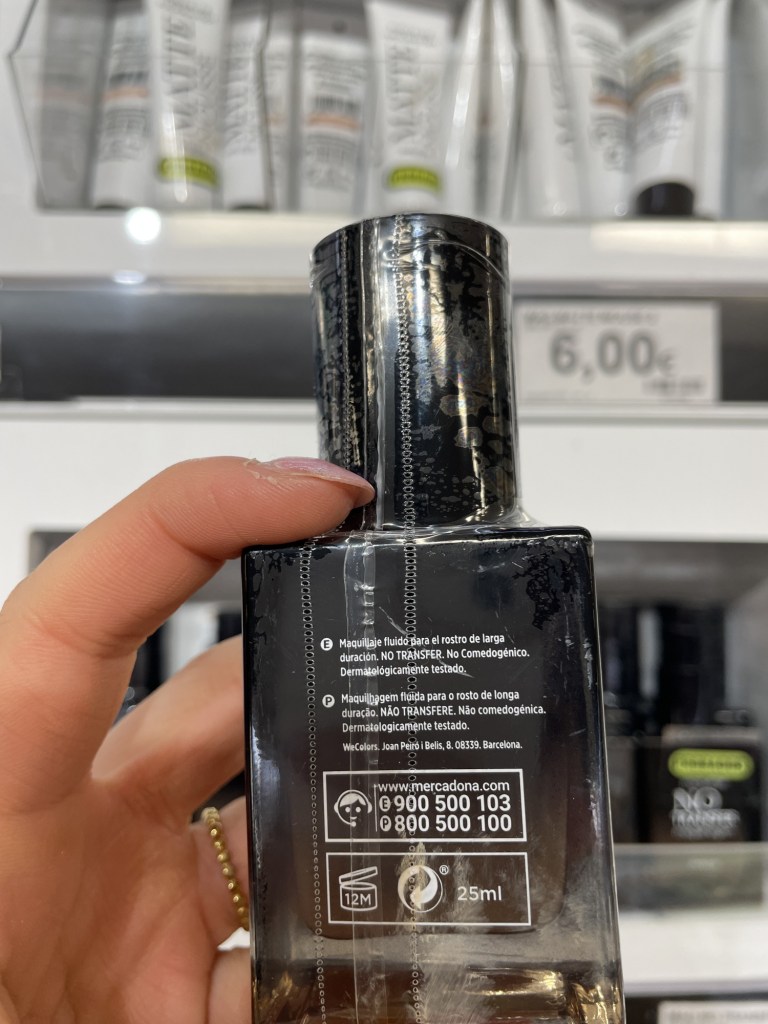 MATTE
MATTE
6,00€
E Maquillaje fluido para el rostro de larga
duración. NO TRANSFER. No Comedogénico.
Dermatológicamente testado.
P Maquilhagem fluida para o rosto de longa
duração. NÃO TRANSFERE. Não comedogénica.
Dermatologicamente testado.
WeColors. Joan Peiró i Belis, 8. 08339. Barcelona.
www.mercadona.com
E 900 500 103
P 800 500 100
12M
®
25ml
NO
TRANSFER